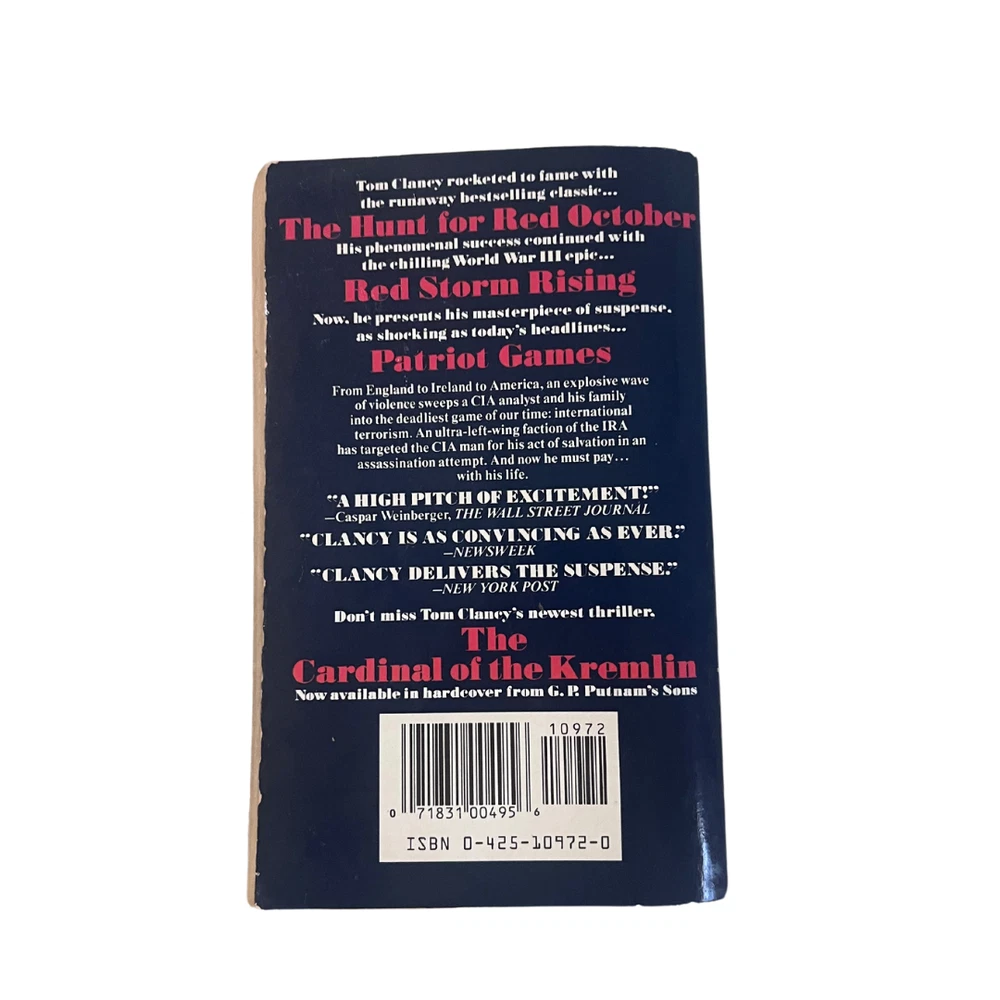 Tom Clancy rocketed to fame with
the runaway bestselling classic...
The Hunt for Red October
His phenomenal success continued with
the chilling World War III epic...
Red Storm Rising
Now, he presents his masterpiece of suspense,
as shocking as today's headlines...
Patriot Games
From England to Ireland to America, an explosive wave
of violence sweeps a CIA analyst and his family
into the deadliest game of our time: international
terrorism. An ultra-left-wing faction of the IRA
has targeted the CIA man for his act of salvation in an
assassination attempt. And now he must pay...
with his life.
"A HIGH PITCH OF EXCITEMENT!"
—Caspar Weinberger, THE WALL STREET JOURNAL
"CLANCY IS AS CONVINCING AS EVER."
—NEWSWEEK
"CLANCY DELIVERS THE SUSPENSE."
—NEW YORK POST
Don't miss Tom Clancy's newest thriller,
The
Cardinal of the Kremlin
Now available in hardcover from G. P. Putnam's Sons
10972
0 71831 00495 6
ISBN 0-425-10972-0